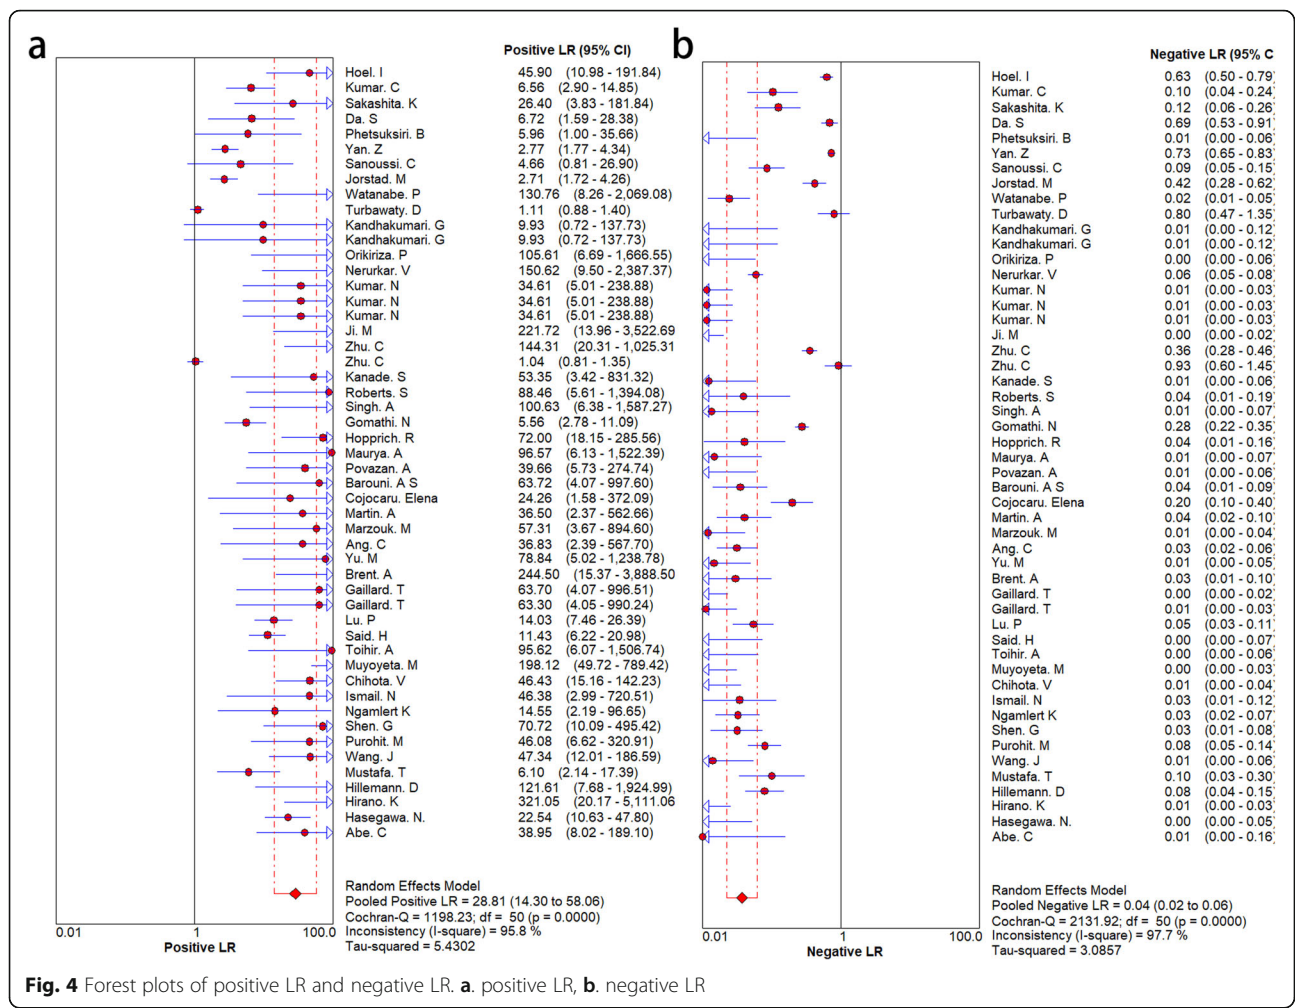 a
Positive LR (95% CI)
Hoel. I 45.90 (10.98 - 191.84)
Kumar. C 6.56 (2.90 - 14.85)
Sakashita. K 26.40 (3.83 - 181.84)
Da. S 6.72 (1.59 - 28.38)
Phetsuksiri. B 5.96 (1.00 - 35.66)
Yan. Z 2.77 (1.77 - 4.34)
Sanoussi. C 4.66 (0.81 - 26.90)
Jorstad. M 2.71 (1.72 - 4.26)
Watanabe. P 130.76 (8.26 - 2,069.08)
Turbawaty. D 1.11 (0.88 - 1.40)
Kandhakumari. G 9.93 (0.72 - 137.73)
Kandhakumari. G 9.93 (0.72 - 137.73)
Orikiriza. P 105.61 (6.69 - 1,666.55)
Nerurkar. V 150.62 (9.50 - 2,387.37)
Kumar. N 34.61 (5.01 - 238.88)
Kumar. N 34.61 (5.01 - 238.88)
Kumar. N 34.61 (5.01 - 238.88)
Ji. M 221.72 (13.96 - 3,522.69
Zhu. C 144.31 (20.31 - 1,025.31
Zhu. C 1.04 (0.81 - 1.35)
Kanade. S 53.35 (3.42 - 831.32)
Roberts. S 88.46 (5.61 - 1,394.08)
Singh. A 100.63 (6.38 - 1,587.27)
Gomathi. N 5.56 (2.78 - 11.09)
Hopprich. R 72.00 (18.15 - 285.56)
Maurya. A 96.57 (6.13 - 1,522.39)
Povazan. A 39.66 (5.73 - 274.74)
Barouni. A S 63.72 (4.07 - 997.60)
Cojocaru. Elena 24.26 (1.58 - 372.09)
Martin. A 36.50 (2.37 - 562.66)
Marzouk. M 57.31 (3.67 - 894.60)
Ang. C 36.83 (2.39 - 567.70)
Yu. M 78.84 (5.02 - 1,238.78)
Brent. A 244.50 (15.37 - 3,888.50
Gaillard. T 63.70 (4.07 - 996.51)
Gaillard. T 63.30 (4.05 - 990.24)
Lu. P 14.03 (7.46 - 26.39)
Said. H 11.43 (6.22 - 20.98)
Toihir. A 95.62 (6.07 - 1,506.74)
Muyoyeta. M 198.12 (49.72 - 789.42)
Chihota. V 46.43 (15.16 - 142.23)
Ismail. N 46.38 (2.99 - 720.51)
Ngamlert K 14.55 (2.19 - 96.65)
Shen. G 70.72 (10.09 - 495.42)
Purohit. M 46.08 (6.62 - 320.91)
Wang. J 47.34 (12.01 - 186.59)
Mustafa. T 6.10 (2.14 - 17.39)
Hillemann. D 121.61 (7.68 - 1,924.99)
Hirano. K 321.05 (20.17 - 5,111.06
Hasegawa. N. 22.54 (10.63 - 47.80)
Abe. C 38.95 (8.02 - 189.10)
Random Effects Model
Pooled Positive LR = 28.81 (14.30 to 58.06)
Cochran-Q = 1198.23; df = 50 (p = 0.0000)
Inconsistency (I-square) = 95.8 %
Tau-squared = 5.4302
0.01 1 100.0
Positive LR
b
Negative LR (95% C
Hoel. I 0.63 (0.50 - 0.79)
Kumar. C 0.10 (0.04 - 0.24)
Sakashita. K 0.12 (0.06 - 0.26)
Da. S 0.69 (0.53 - 0.91)
Phetsuksiri. B 0.01 (0.00 - 0.06)
Yan. Z 0.73 (0.65 - 0.83)
Sanoussi. C 0.09 (0.05 - 0.15)
Jorstad. M 0.42 (0.28 - 0.62)
Watanabe. P 0.02 (0.01 - 0.05)
Turbawaty. D 0.80 (0.47 - 1.35)
Kandhakumari. G 0.01 (0.00 - 0.12)
Kandhakumari. G 0.01 (0.00 - 0.12)
Orikiriza. P 0.00 (0.00 - 0.06)
Nerurkar. V 0.06 (0.05 - 0.08)
Kumar. N 0.01 (0.00 - 0.03)
Kumar. N 0.01 (0.00 - 0.03)
Kumar. N 0.01 (0.00 - 0.03)
Ji. M 0.00 (0.00 - 0.02)
Zhu. C 0.36 (0.28 - 0.46)
Zhu. C 0.93 (0.60 - 1.45)
Kanade. S 0.01 (0.00 - 0.06)
Roberts. S 0.04 (0.01 - 0.19)
Singh. A 0.01 (0.00 - 0.07)
Gomathi. N 0.28 (0.22 - 0.35)
Hopprich. R 0.04 (0.01 - 0.16)
Maurya. A 0.01 (0.00 - 0.07)
Povazan. A 0.01 (0.00 - 0.06)
Barouni. A S 0.04 (0.01 - 0.09)
Cojocaru. Elena 0.20 (0.10 - 0.40)
Martin. A 0.04 (0.02 - 0.10)
Marzouk. M 0.01 (0.00 - 0.04)
Ang. C 0.03 (0.02 - 0.06)
Yu. M 0.01 (0.00 - 0.05)
Brent. A 0.03 (0.01 - 0.10)
Gaillard. T 0.00 (0.00 - 0.02)
Gaillard. T 0.01 (0.00 - 0.03)
Lu. P 0.05 (0.03 - 0.11)
Said. H 0.00 (0.00 - 0.07)
Toihir. A 0.00 (0.00 - 0.06)
Muyoyeta. M 0.00 (0.00 - 0.03)
Chihota. V 0.01 (0.00 - 0.04)
Ismail. N 0.03 (0.01 - 0.12)
Ngamlert K 0.03 (0.02 - 0.07)
Shen. G 0.03 (0.01 - 0.08)
Purohit. M 0.08 (0.05 - 0.14)
Wang. J 0.01 (0.00 - 0.06)
Mustafa. T 0.10 (0.03 - 0.30)
Hillemann. D 0.08 (0.04 - 0.15)
Hirano. K 0.01 (0.00 - 0.03)
Hasegawa. N. 0.00 (0.00 - 0.05)
Abe. C 0.01 (0.00 - 0.16)
Random Effects Model
Pooled Negative LR = 0.04 (0.02 to 0.06)
Cochran-Q = 2131.92; df = 50 (p = 0.0000)
Inconsistency (I-square) = 97.7 %
Tau-squared = 3.0857
0.01 1 100.0
Negative LR
Fig. 4 Forest plots of positive LR and negative LR. a. positive LR, b. negative LR